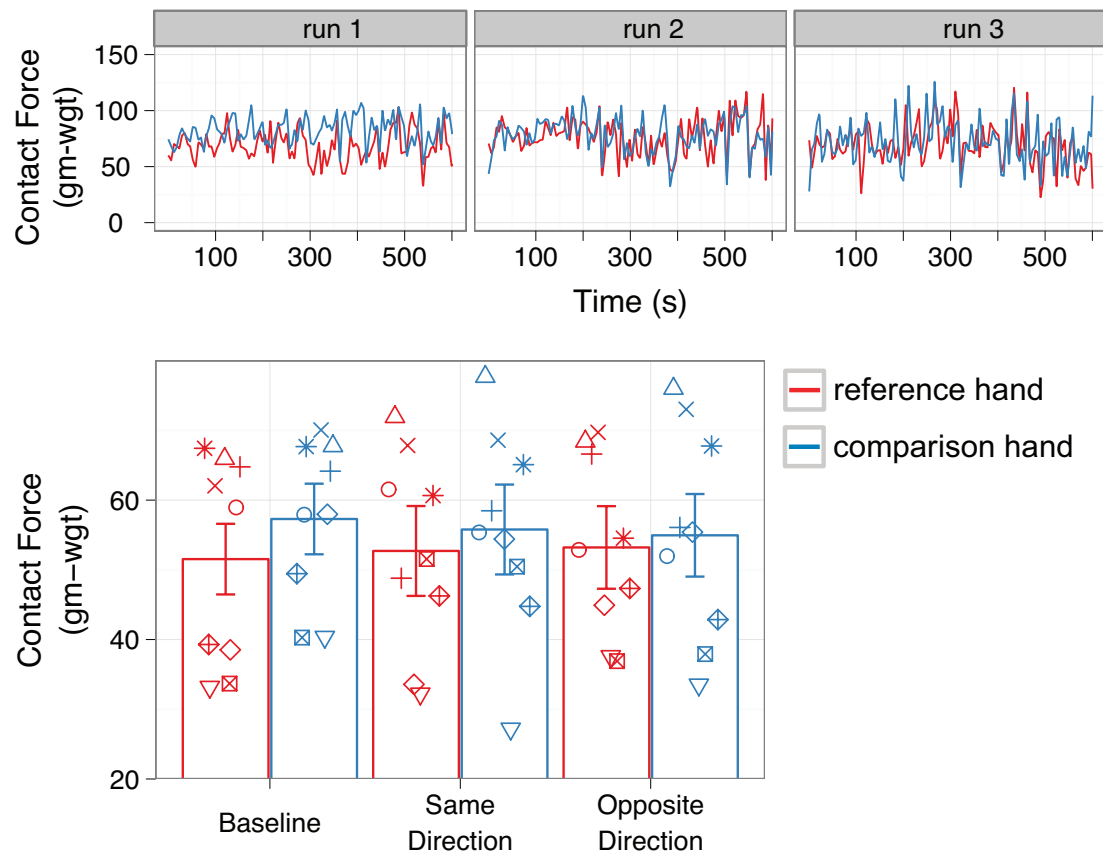 run 1
run 2
run 3
Contact Force
(gm-wgt)
150
100
50
0
100
300
500
100
300
500
100
300
500
Time (s)
Contact Force
(gm−wgt)
60
40
20
Baseline
Same
Direction
Opposite
Direction
reference hand
comparison hand